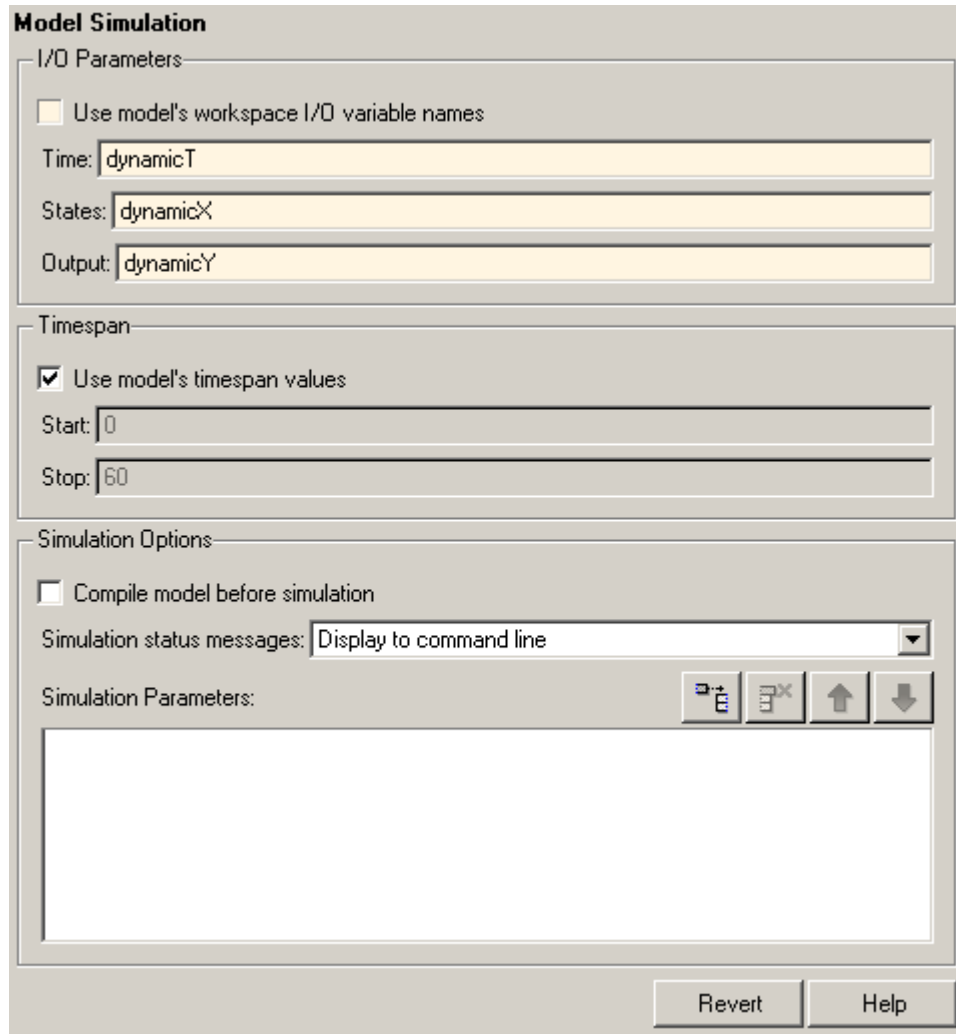 Model Simulation
I/O Parameters
Use model's workspace I/O variable names
Time: dynamicT
States: dynamicX
Output: dynamicY
Timespan
Use model's timespan values
Start: 0
Stop: 60
Simulation Options
Compile model before simulation
Simulation status messages: Display to command line
Simulation Parameters:
Revert Help